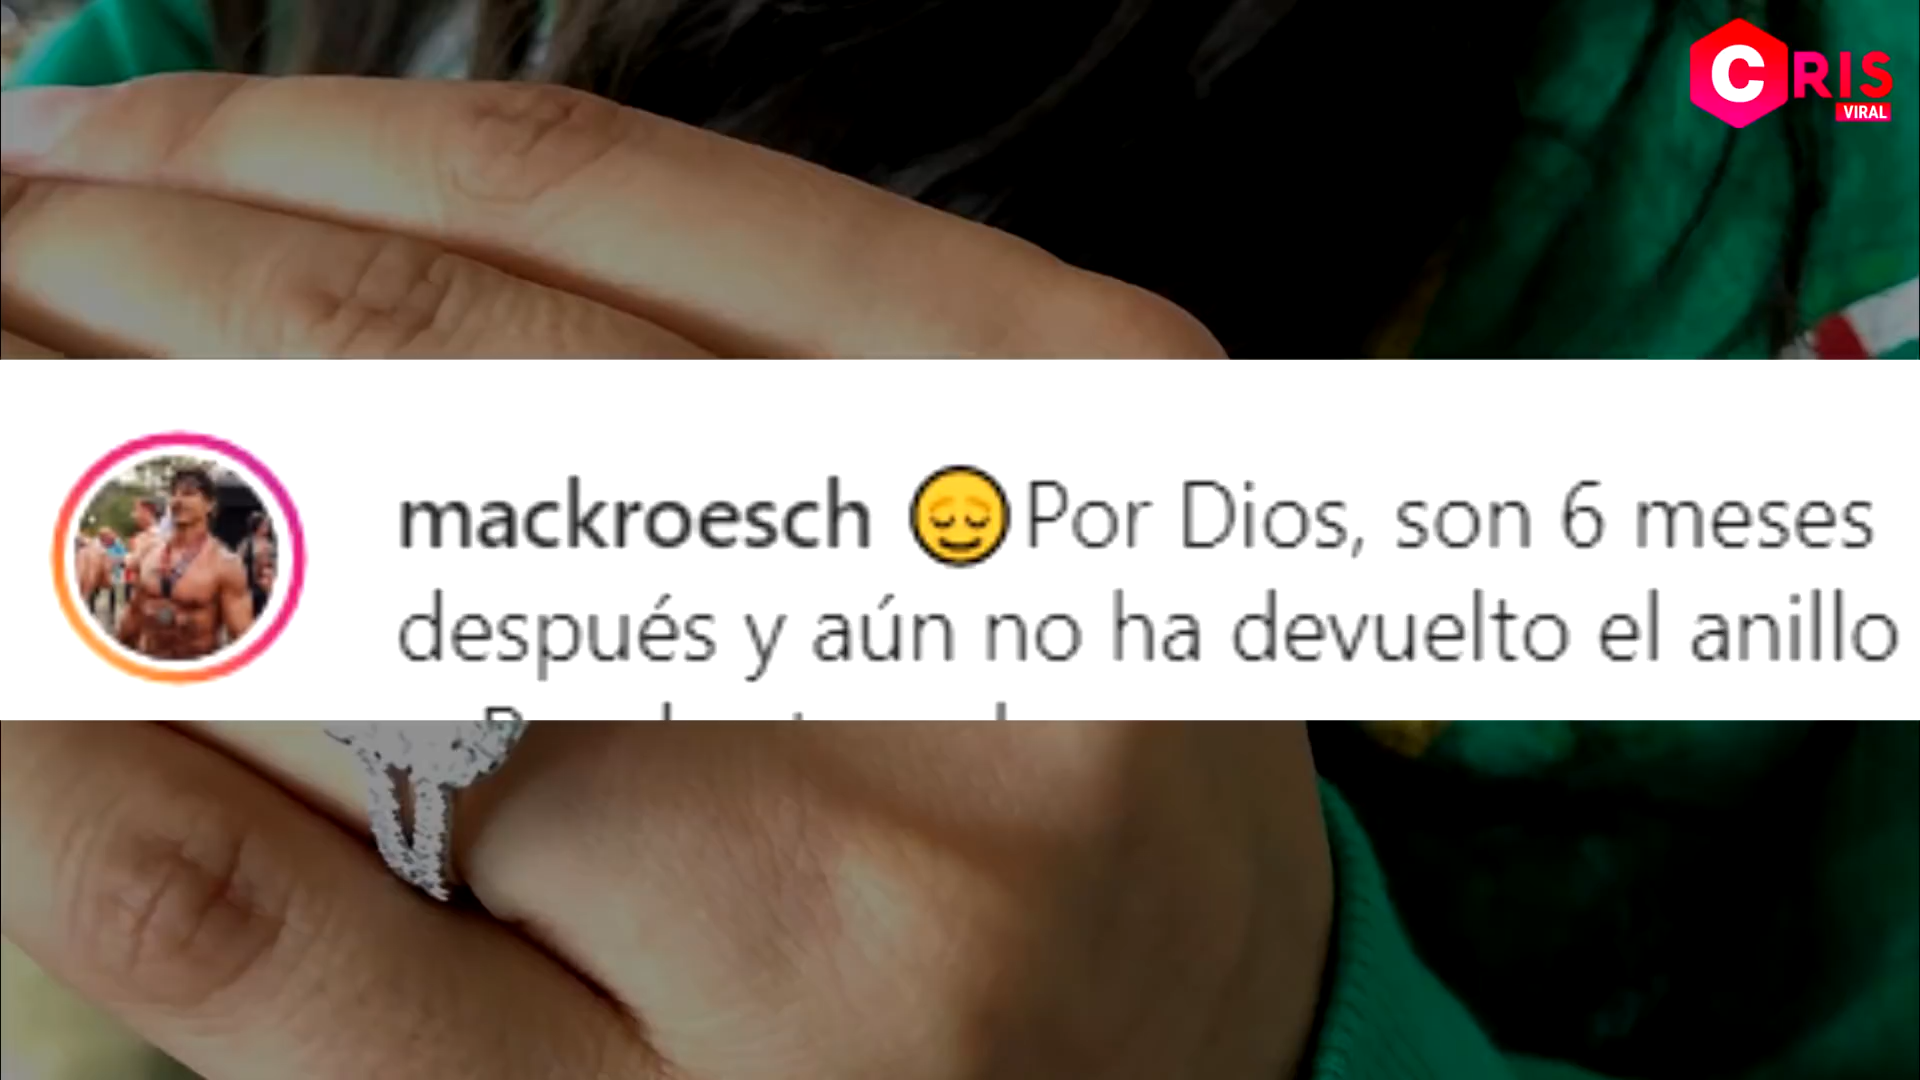 CRIS
VIRAL
mackroesch 😔Por Dios, son 6 meses
después y aún no ha devuelto el anillo